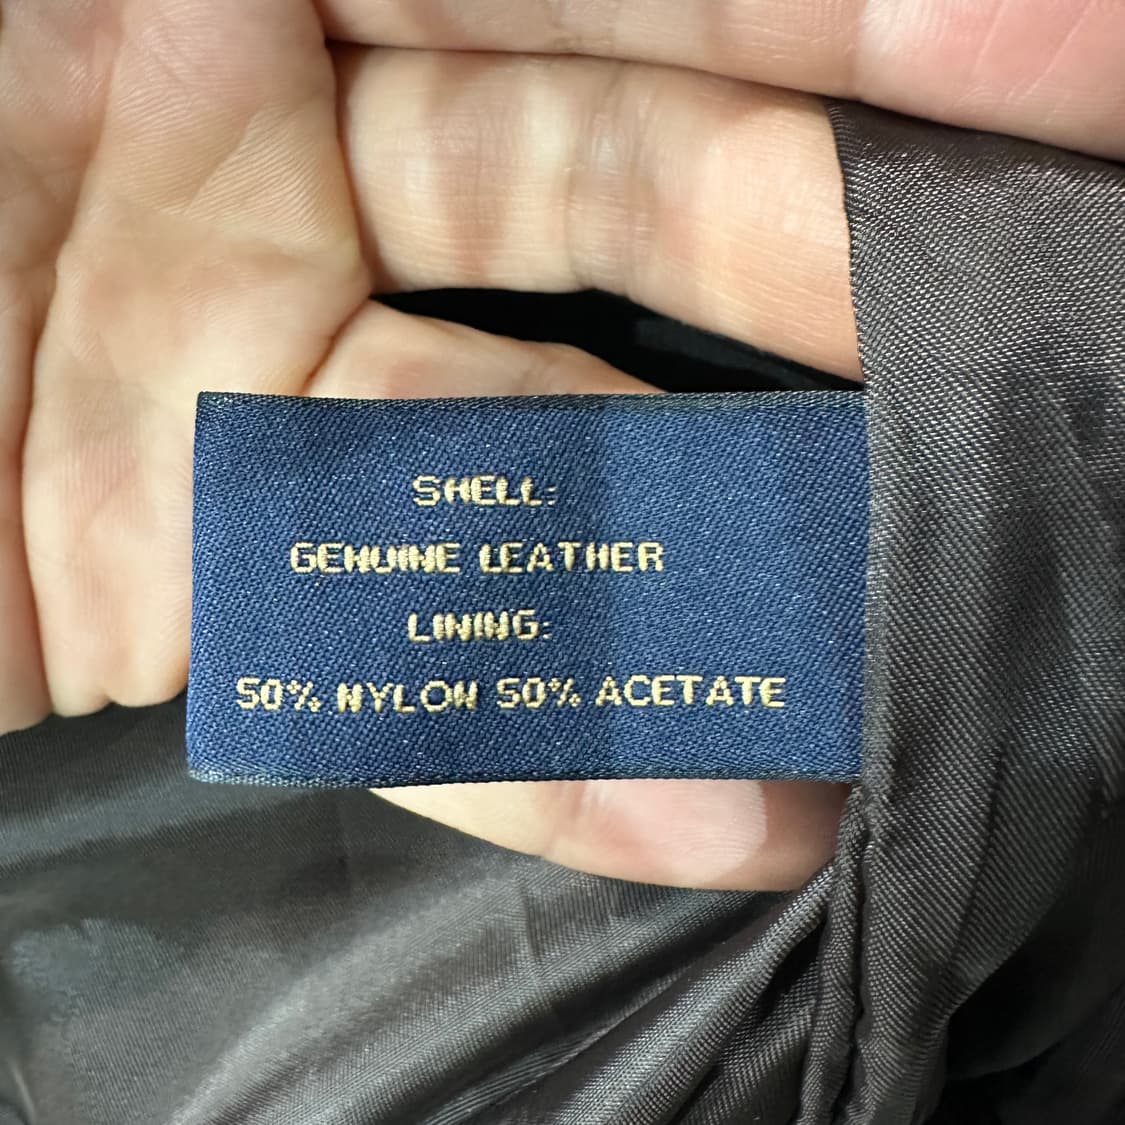 SHELL:
GENUINE LEATHER
LINING:
50% NYLON 50% ACETATE